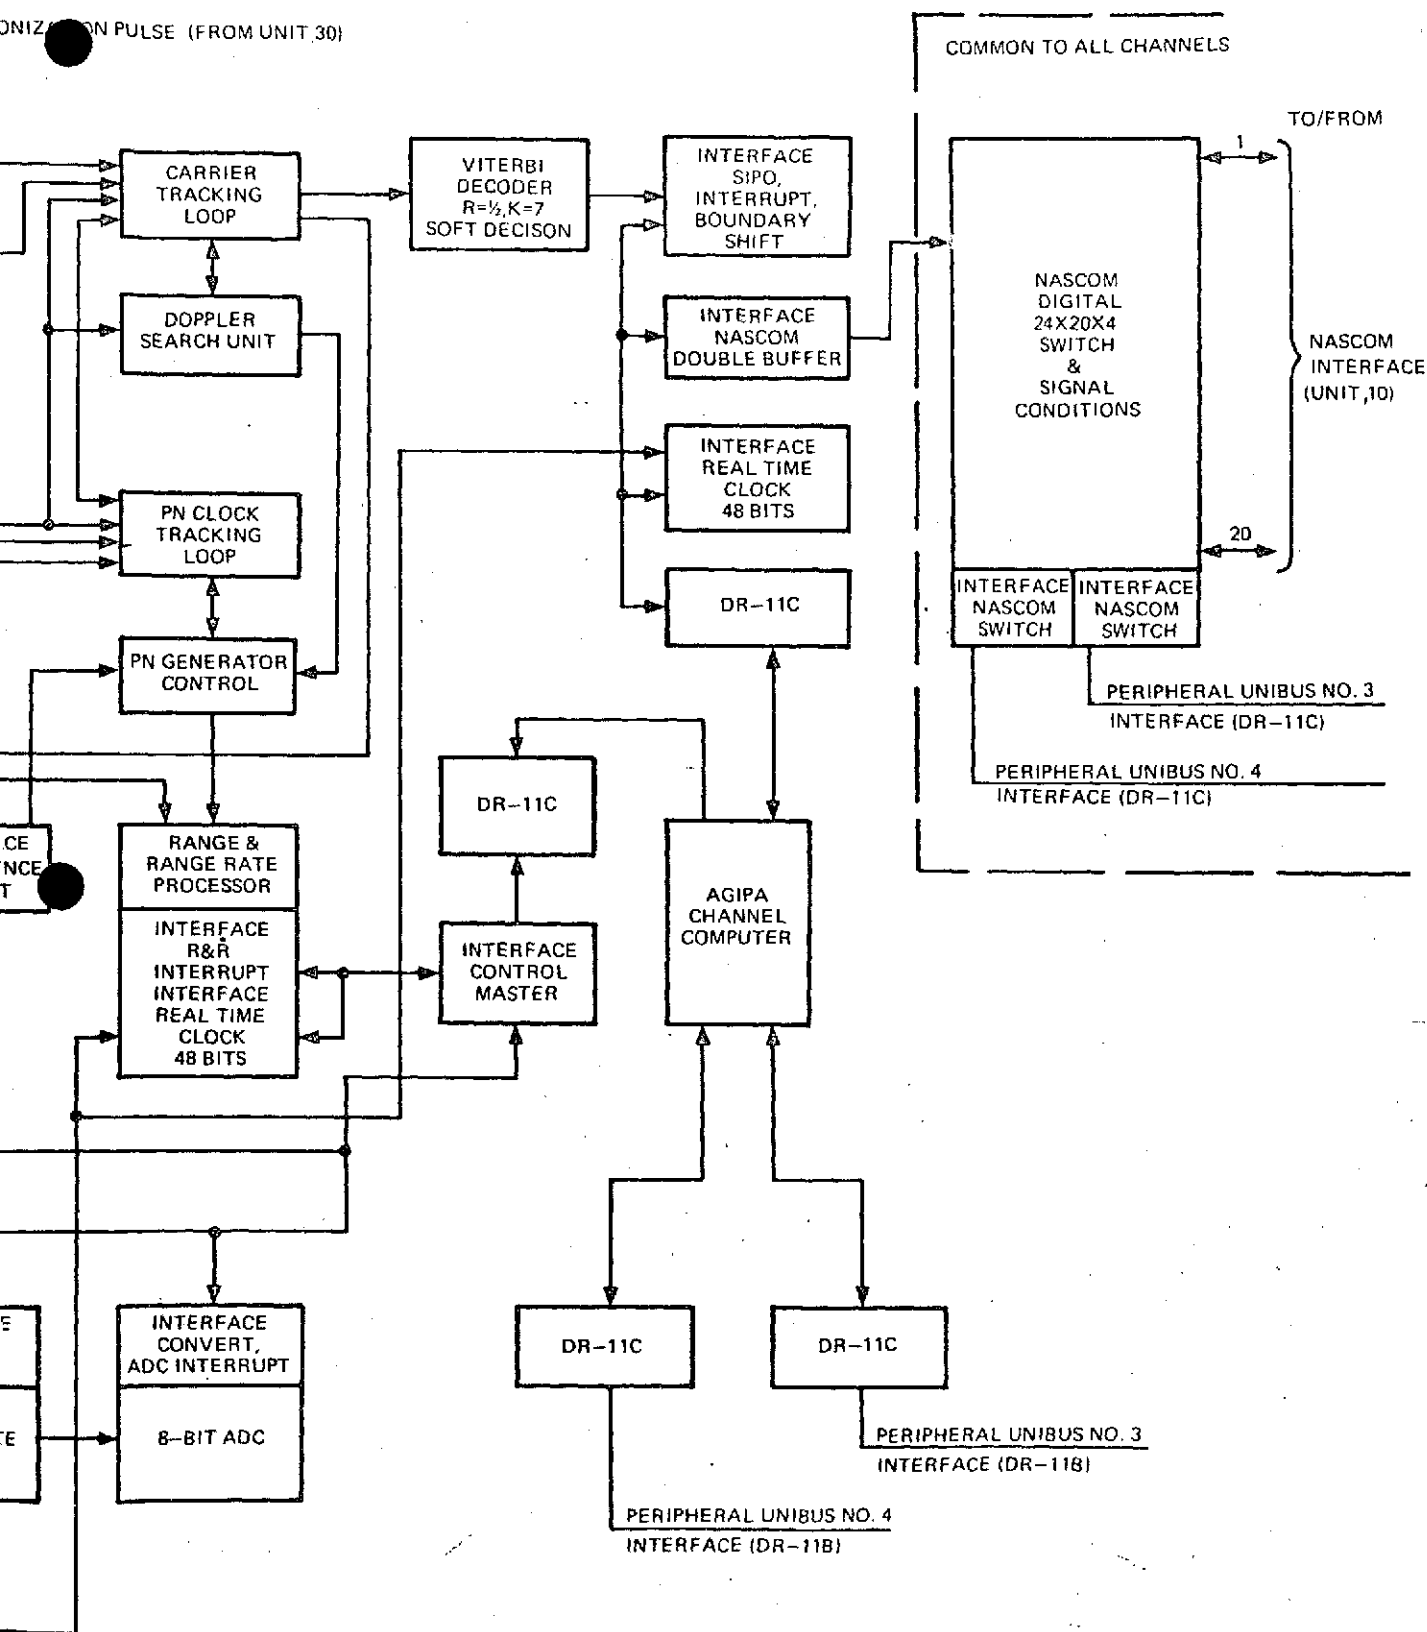 PULSE (FROM UNIT 30)
COMMON TO ALL CHANNELS
TO/FROM
CARRIER
TRACKING
LOOP
VITERBI
DECODER
R=½,K=7
SOFT DECISON
INTERFACE
SIPO,
INTERRUPT,
BOUNDARY
SHIFT
1
NASCOM
DIGITAL
24X20X4
SWITCH
&
SIGNAL
CONDITIONS
DOPPLER
SEARCH UNIT
INTERFACE
NASCOM
DOUBLE BUFFER
NASCOM
INTERFACE
(UNIT,10)
INTERFACE
REAL TIME
CLOCK
48 BITS
PN CLOCK
TRACKING
LOOP
20
DR-11C
INTERFACE
NASCOM
SWITCH
INTERFACE
NASCOM
SWITCH
PN GENERATOR
CONTROL
PERIPHERAL UNIBUS NO. 3
INTERFACE (DR-11C)
PERIPHERAL UNIBUS NO. 4
INTERFACE (DR-11C)
DR-11C
RANGE &
RANGE RATE
PROCESSOR
AGIPA
CHANNEL
COMPUTER
INTERFACE
R&Ṙ
INTERRUPT
INTERFACE
REAL TIME
CLOCK
48 BITS
INTERFACE
CONTROL
MASTER
INTERFACE
CONVERT,
ADC INTERRUPT
8-BIT ADC
DR-11C
DR-11C
PERIPHERAL UNIBUS NO. 3
INTERFACE (DR-11B)
PERIPHERAL UNIBUS NO. 4
INTERFACE (DR-11B)